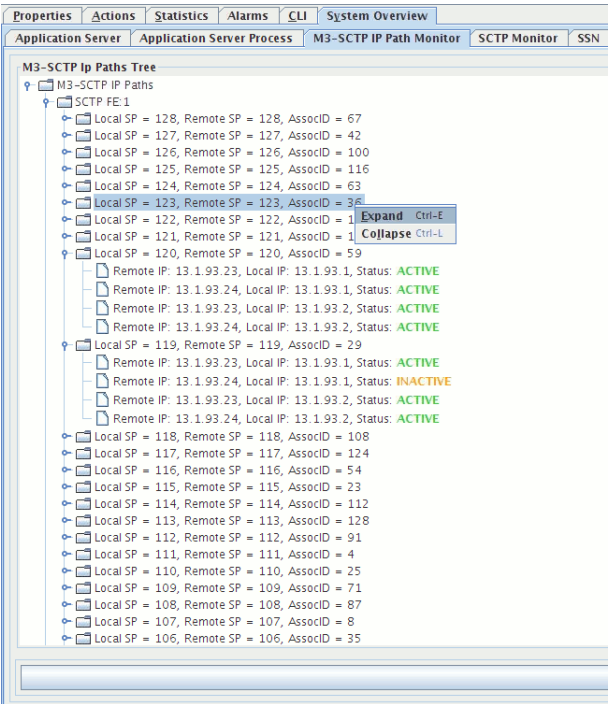 Properties Actions Statistics Alarms CLI System Overview
Application Server Application Server Process M3-SCTP IP Path Monitor SCTP Monitor SSN
M3-SCTP Ip Paths Tree
M3-SCTP IP Paths
SCTP FE:1
Local SP = 128, Remote SP = 128, AssocID = 67
Local SP = 127, Remote SP = 127, AssocID = 42
Local SP = 126, Remote SP = 126, AssocID = 100
Local SP = 125, Remote SP = 125, AssocID = 116
Local SP = 124, Remote SP = 124, AssocID = 63
Local SP = 123, Remote SP = 123, AssocID = 36
Expand Ctrl-E
Local SP = 122, Remote SP = 122, AssocID = 1
Collapse Ctrl-L
Local SP = 121, Remote SP = 121, AssocID = 1
Local SP = 120, Remote SP = 120, AssocID = 59
Remote IP: 13.1.93.23, Local IP: 13.1.93.1, Status: ACTIVE
Remote IP: 13.1.93.24, Local IP: 13.1.93.1, Status: ACTIVE
Remote IP: 13.1.93.23, Local IP: 13.1.93.2, Status: ACTIVE
Remote IP: 13.1.93.24, Local IP: 13.1.93.2, Status: ACTIVE
Local SP = 119, Remote SP = 119, AssocID = 29
Remote IP: 13.1.93.23, Local IP: 13.1.93.1, Status: ACTIVE
Remote IP: 13.1.93.24, Local IP: 13.1.93.1, Status: INACTIVE
Remote IP: 13.1.93.23, Local IP: 13.1.93.2, Status: ACTIVE
Remote IP: 13.1.93.24, Local IP: 13.1.93.2, Status: ACTIVE
Local SP = 118, Remote SP = 118, AssocID = 108
Local SP = 117, Remote SP = 117, AssocID = 124
Local SP = 116, Remote SP = 116, AssocID = 54
Local SP = 115, Remote SP = 115, AssocID = 23
Local SP = 114, Remote SP = 114, AssocID = 112
Local SP = 113, Remote SP = 113, AssocID = 128
Local SP = 112, Remote SP = 112, AssocID = 91
Local SP = 111, Remote SP = 111, AssocID = 4
Local SP = 110, Remote SP = 110, AssocID = 25
Local SP = 109, Remote SP = 109, AssocID = 71
Local SP = 108, Remote SP = 108, AssocID = 87
Local SP = 107, Remote SP = 107, AssocID = 8
Local SP = 106, Remote SP = 106, AssocID = 35